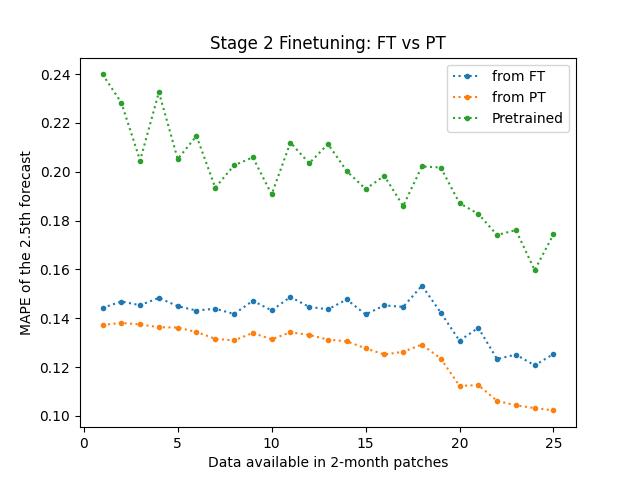 Stage 2 Finetuning: FT vs PT
from FT
from PT
Pretrained
MAPE of the 2.5th forecast
0.24
0.22
0.20
0.18
0.16
0.14
0.12
0.10
0 5 10 15 20 25
Data available in 2-month patches